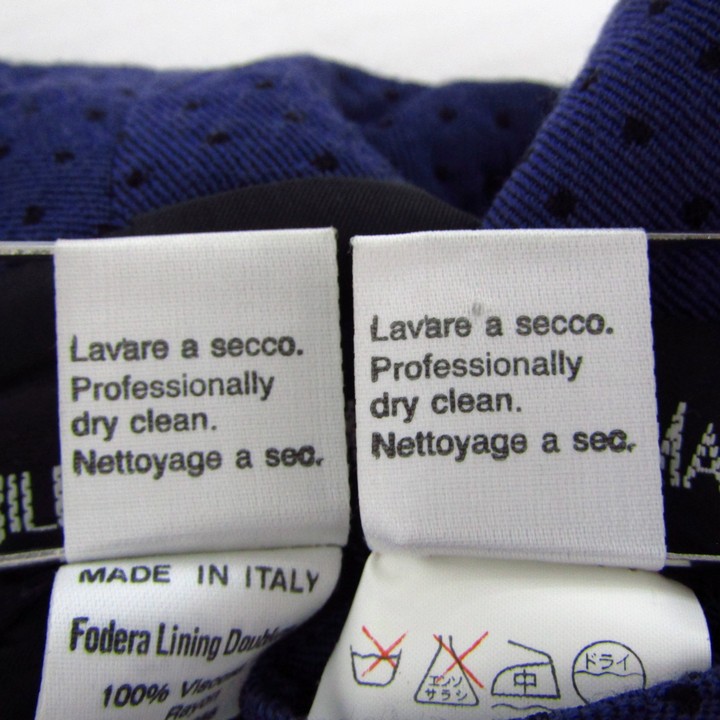 Lavare a secco.
Professionally
dry clean.
Nettoyage a sec.
Lavare a secco.
Professionally
dry clean.
Nettoyage a sec.
MADE IN ITALY
Fodera Lining
100%
Rayon
エンソ
サラシ
中
ドライ